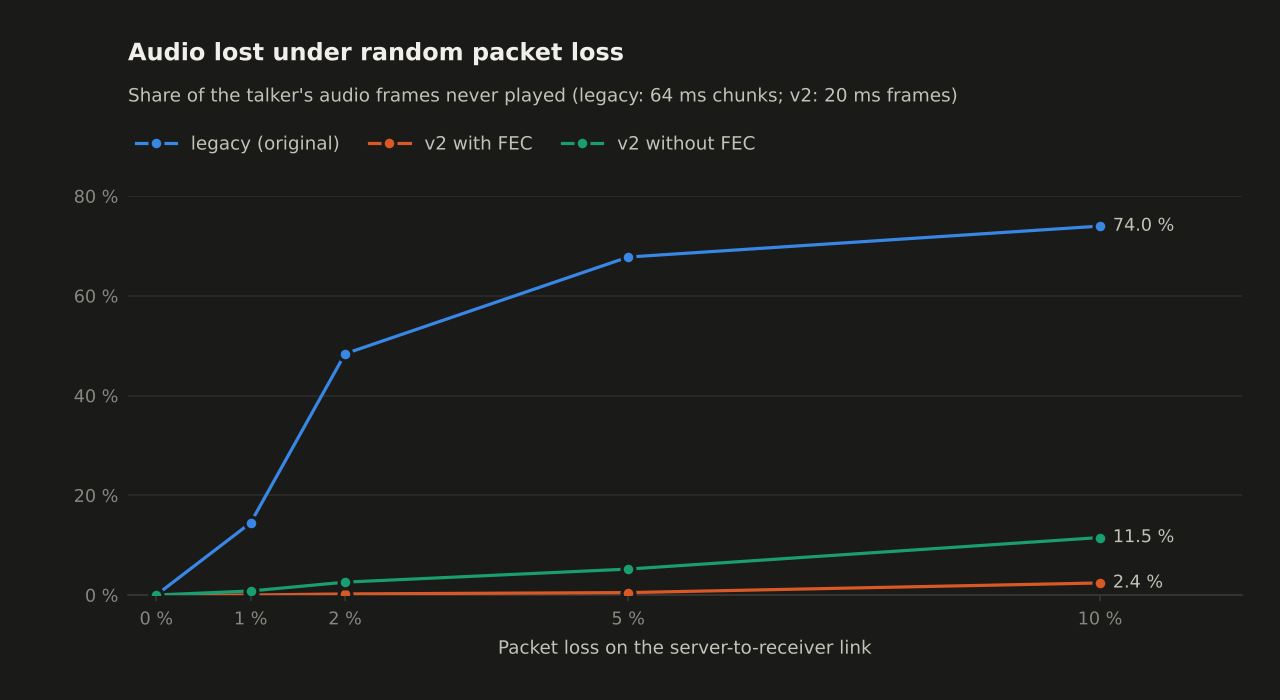 Audio lost under random packet loss
Share of the talker's audio frames never played (legacy: 64 ms chunks; v2: 20 ms frames)
legacy (original) v2 with FEC v2 without FEC
80 %
74.0 %
60 %
40 %
20 %
11.5 %
2.4 %
0 %
0 % 1 % 2 % 5 % 10 %
Packet loss on the server-to-receiver link